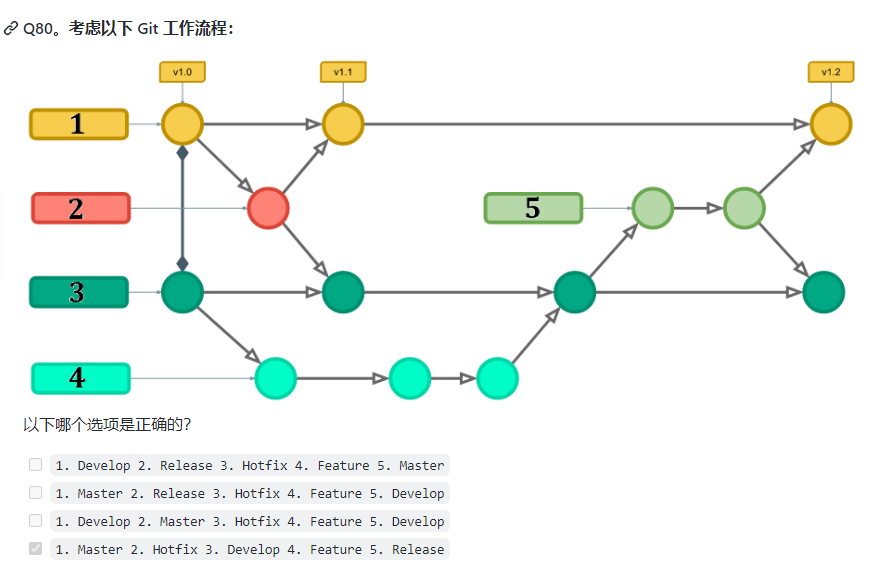 Q80。考虑以下 Git 工作流程：
v1.0 v1.1 v1.2
1
2 5
3
4
以下哪个选项是正确的？
1. Develop 2. Release 3. Hotfix 4. Feature 5. Master
1. Master 2. Release 3. Hotfix 4. Feature 5. Develop
1. Develop 2. Master 3. Hotfix 4. Feature 5. Develop
1. Master 2. Hotfix 3. Develop 4. Feature 5. Release